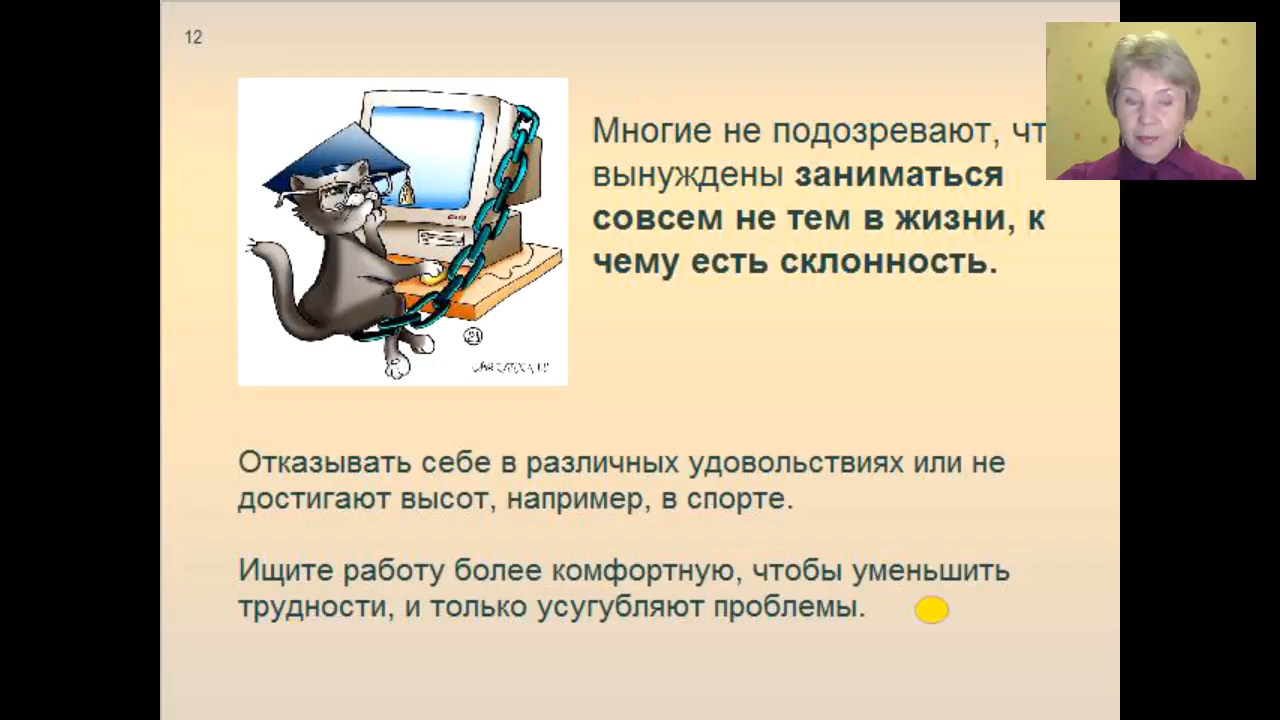 12
Многие не подозревают, чт
вынуждены заниматься
совсем не тем в жизни, к
чему есть склонность.
Отказывать себе в различных удовольствиях или не
достигают высот, например, в спорте.
Ищите работу более комфортную, чтобы уменьшить
трудности, и только усугубляют проблемы.